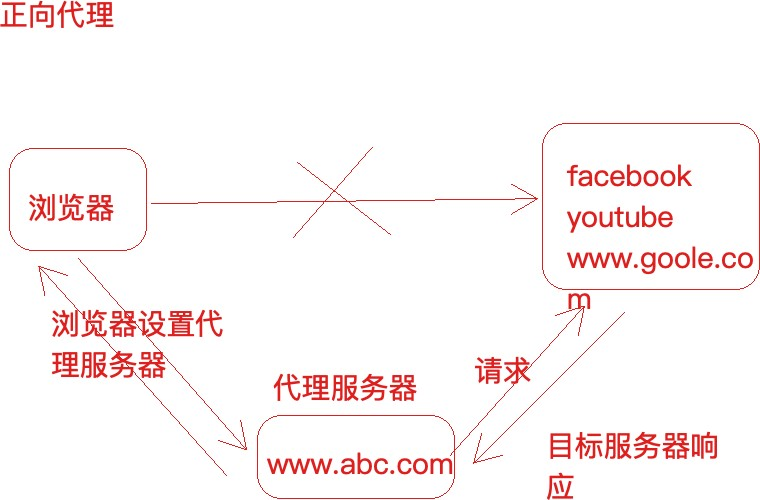 正向代理
浏览器
facebook
youtube
www.goole.co
m
浏览器设置代
理服务器
代理服务器
请求
www.abc.com
目标服务器响
应